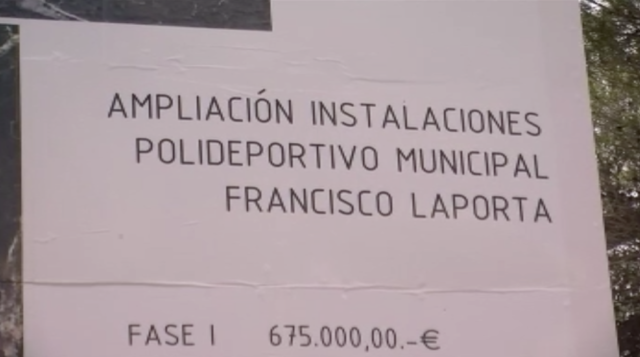 AMPLIACIÓN INSTALACIONES
POLIDEPORTIVO MUNICIPAL
FRANCISCO LAPORTA
FASE I 675.000,00.-€